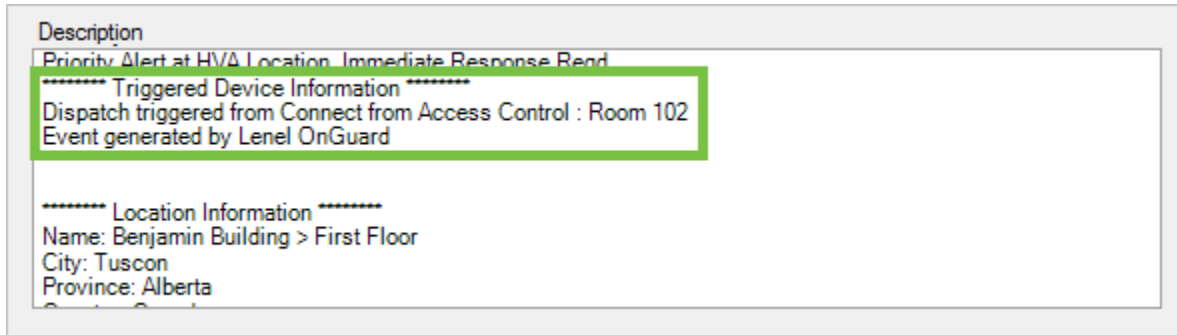 Description
Priority Alert at HVA Location, Immediate Response Reqd
******** Triggered Device Information ********
Dispatch triggered from Connect from Access Control : Room 102
Event generated by Lenel OnGuard
******** Location Information ********
Name: Benjamin Building > First Floor
City: Tuscon
Province: Alberta